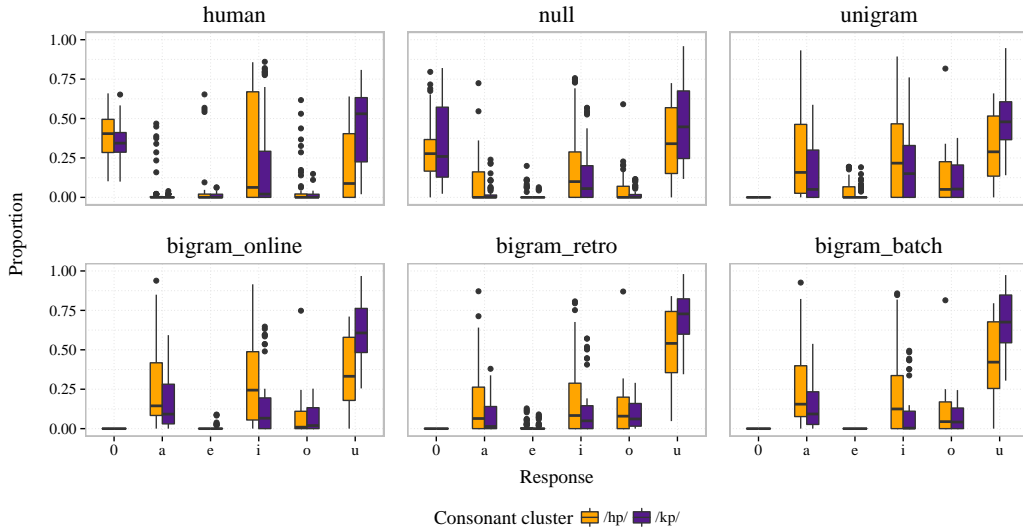 human null unigram
1.00
0.75
0.50
0.25
0.00
bigram_online bigram_retro bigram_batch
1.00
0.75
0.50
0.25
0.00
0 a e i o u 0 a e i o u 0 a e i o u
Proportion
Response
Consonant cluster /hp/ /kp/